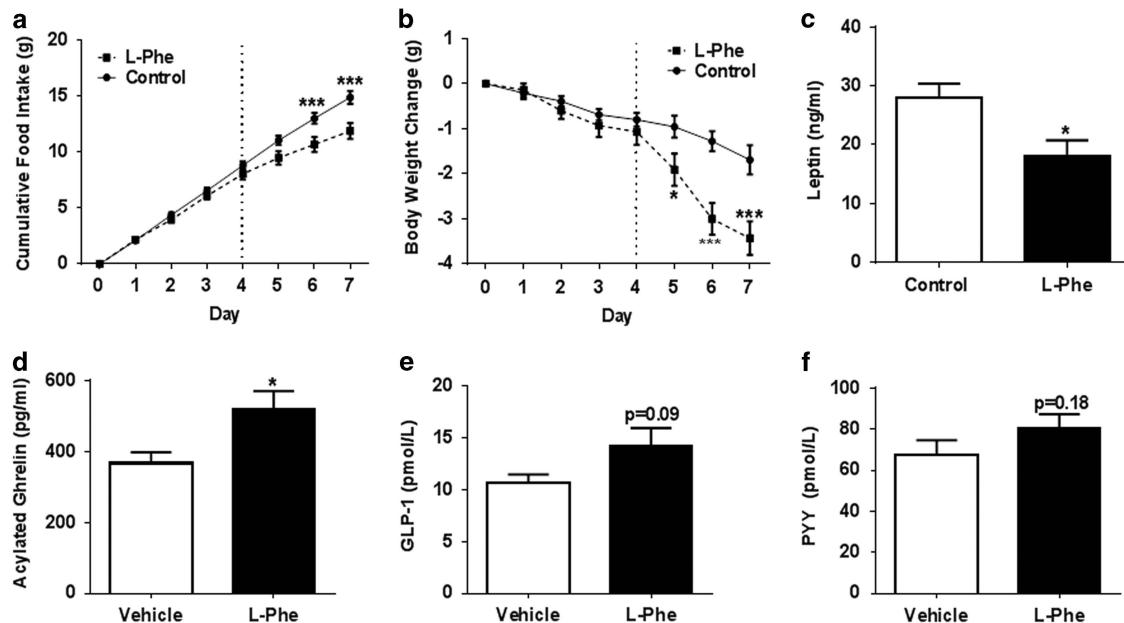 a
Cumulative Food Intake (g)
20
15
10
5
0
L-Phe
Control
***
***
0 1 2 3 4 5 6 7
Day
b
Body Weight Change (g)
1
0
-1
-2
-3
-4
L-Phe
Control
*
***
***
0 1 2 3 4 5 6 7
Day
c
Leptin (ng/ml)
40
30
20
10
0
*
Control L-Phe
d
Acylated Ghrelin (pg/ml)
600
400
200
0
*
Vehicle L-Phe
e
GLP-1 (pmol/L)
20
15
10
5
0
p=0.09
Vehicle L-Phe
f
PYY (pmol/L)
100
80
60
40
20
0
p=0.18
Vehicle L-Phe